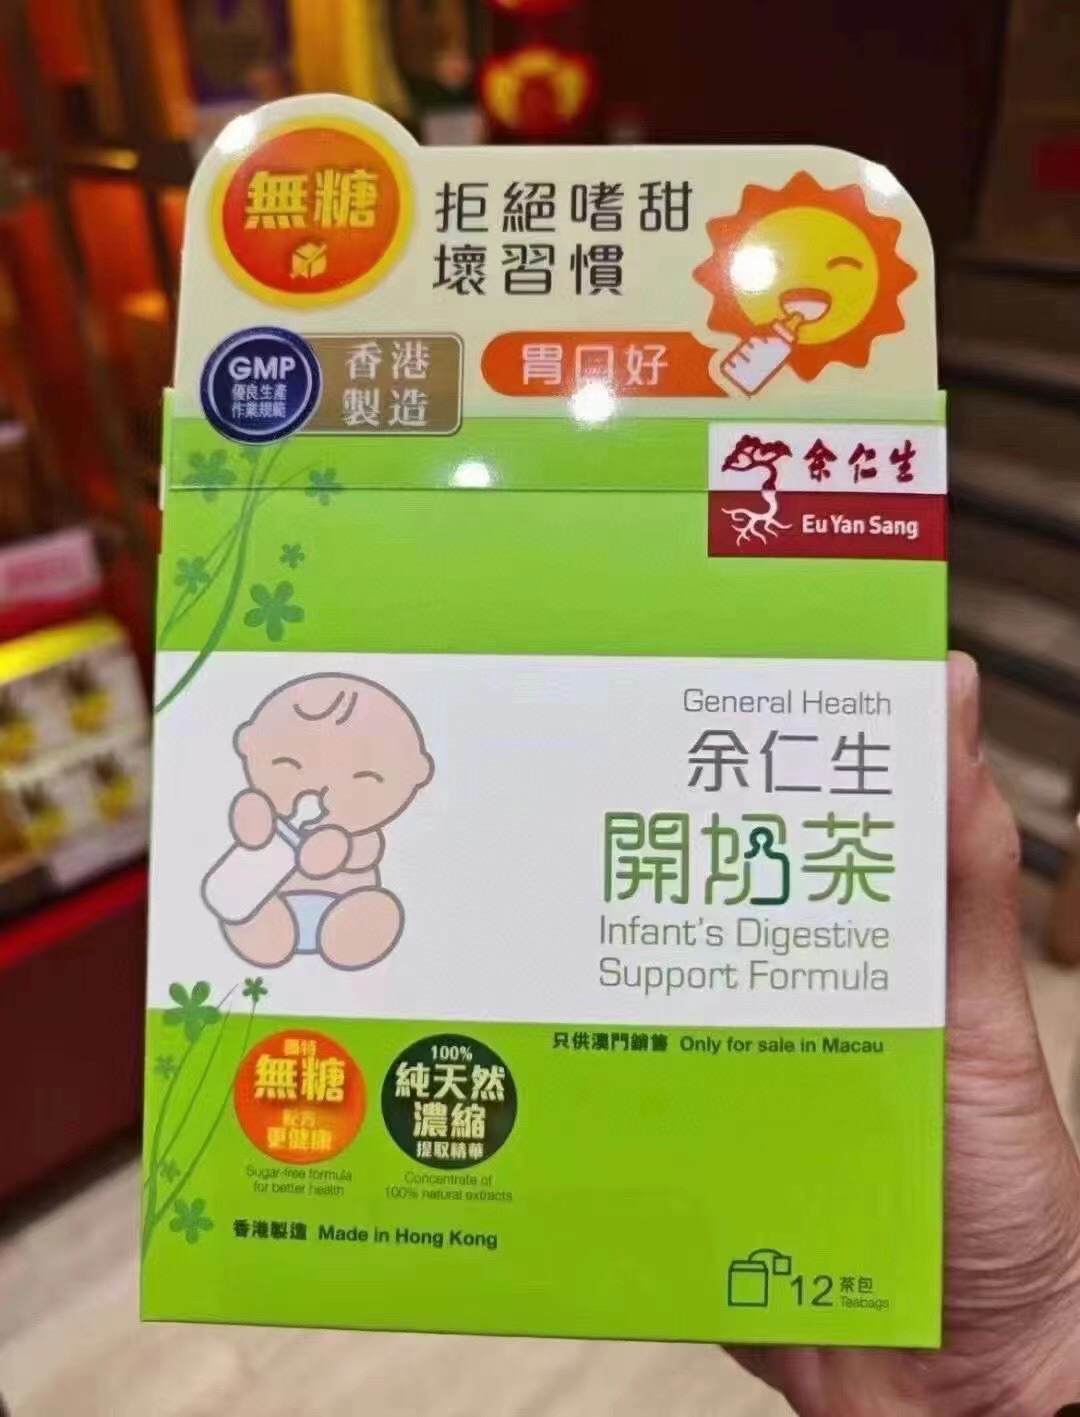 無糖
拒絕嗜甜
壞習慣
GMP
優良生產
作業規範
香港
製造
胃口好
余仁生
Eu Yan Sang
General Health
余仁生
開奶茶
Infant's Digestive
Support Formula
只供澳門銷售 Only for sale in Macau
獨特
無糖
配方
更健康
Sugar-free formula
for better health
100%
純天然
濃縮
提取精華
Concentrate of
100% natural extracts
香港製造 Made in Hong Kong
12 茶包
Teabags